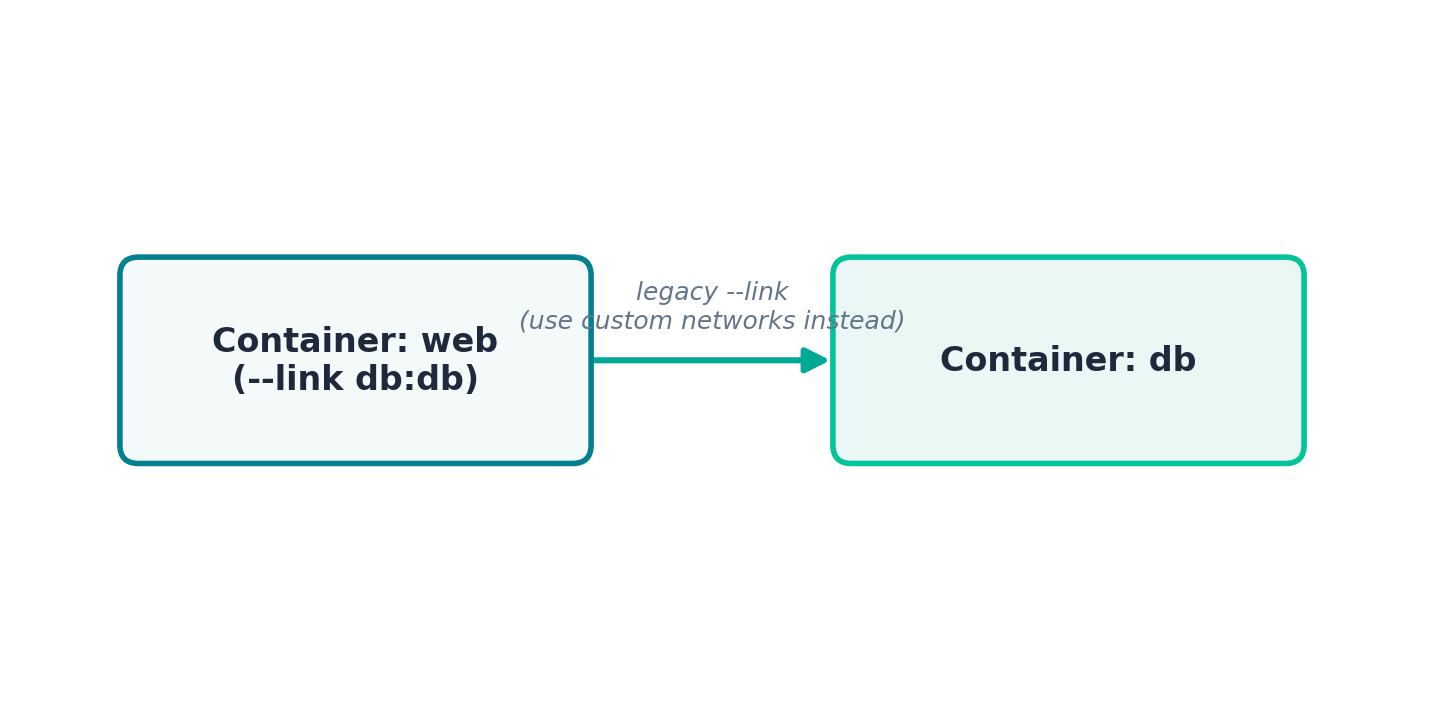 Container: web
(--link db:db)
legacy --link
(use custom networks instead)
Container: db